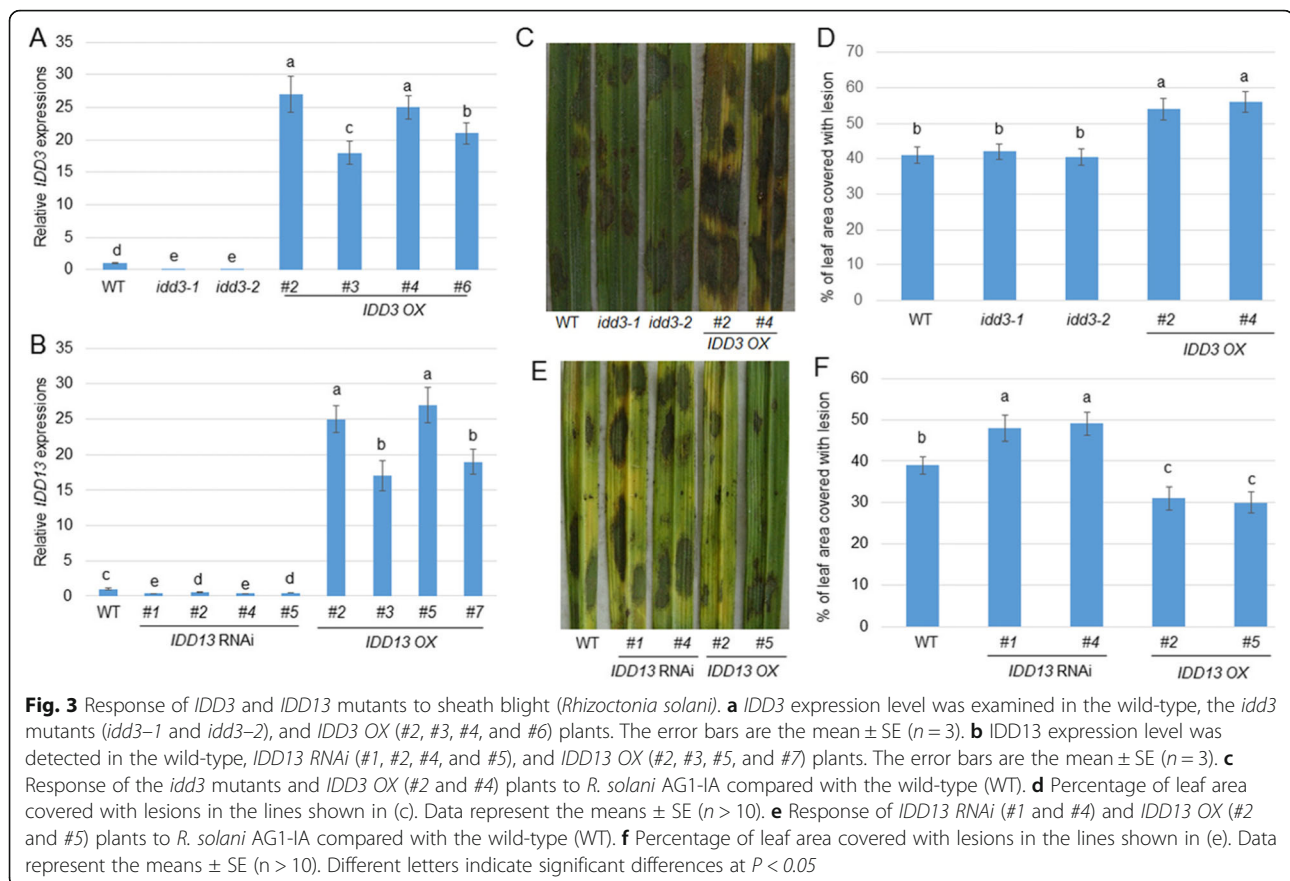 A
35
30
25
20
15
10
5
0
Relative IDD3 expressions
d
e
e
a
c
a
b
WT
idd3-1
idd3-2
#2
#3
#4
#6
IDD3 OX
B
35
30
25
20
15
10
5
0
Relative IDD13 expressions
c
e
d
e
d
a
b
a
b
WT
#1
#2
#4
#5
#2
#3
#5
#7
IDD13 RNAi
IDD13 OX
C
WT
idd3-1
idd3-2
#2
#4
IDD3 OX
E
WT
#1
#4
#2
#5
IDD13 RNAi
IDD13 OX
D
70
60
50
40
30
20
10
0
% of leaf area covered with lesion
b
b
b
a
a
WT
idd3-1
idd3-2
#2
#4
IDD3 OX
F
60
50
40
30
20
10
0
% of leaf area covered with lesion
b
a
a
c
c
WT
#1
#4
#2
#5
IDD13 RNAi
IDD13 OX
Fig. 3 Response of IDD3 and IDD13 mutants to sheath blight (Rhizoctonia solani). a IDD3 expression level was examined in the wild-type, the idd3
mutants (idd3–1 and idd3–2), and IDD3 OX (#2, #3, #4, and #6) plants. The error bars are the mean ± SE (n = 3). b IDD13 expression level was
detected in the wild-type, IDD13 RNAi (#1, #2, #4, and #5), and IDD13 OX (#2, #3, #5, and #7) plants. The error bars are the mean ± SE (n = 3). c
Response of the idd3 mutants and IDD3 OX (#2 and #4) plants to R. solani AG1-IA compared with the wild-type (WT). d Percentage of leaf area
covered with lesions in the lines shown in (c). Data represent the means ± SE (n > 10). e Response of IDD13 RNAi (#1 and #4) and IDD13 OX (#2
and #5) plants to R. solani AG1-IA compared with the wild-type (WT). f Percentage of leaf area covered with lesions in the lines shown in (e). Data
represent the means ± SE (n > 10). Different letters indicate significant differences at P < 0.05